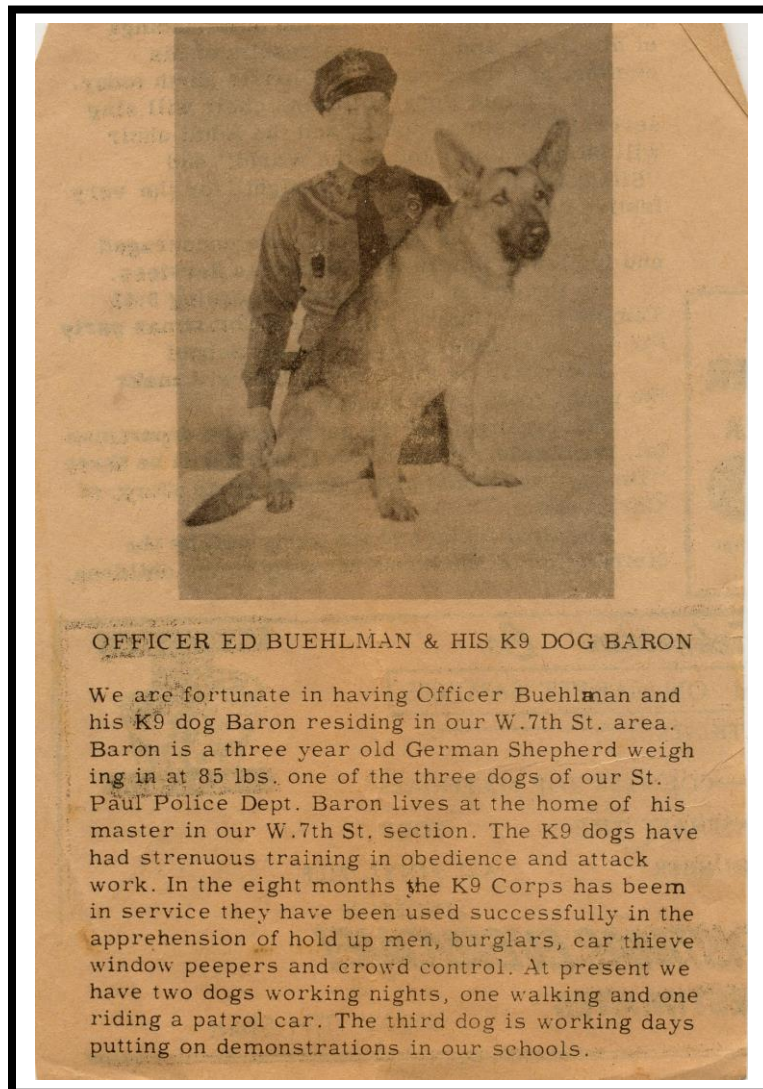 OFFICER ED BUEHLMAN & HIS K9 DOG BARON
We are fortunate in having Officer Buehlman and
his K9 dog Baron residing in our W.7th St. area.
Baron is a three year old German Shepherd weigh
ing in at 85 lbs. one of the three dogs of our St.
Paul Police Dept. Baron lives at the home of his
master in our W.7th St. section. The K9 dogs have
had strenuous training in obedience and attack
work. In the eight months the K9 Corps has beem
in service they have been used successfully in the
apprehension of hold up men, burglars, car thieve
window peepers and crowd control. At present we
have two dogs working nights, one walking and one
riding a patrol car. The third dog is working days
putting on demonstrations in our schools.